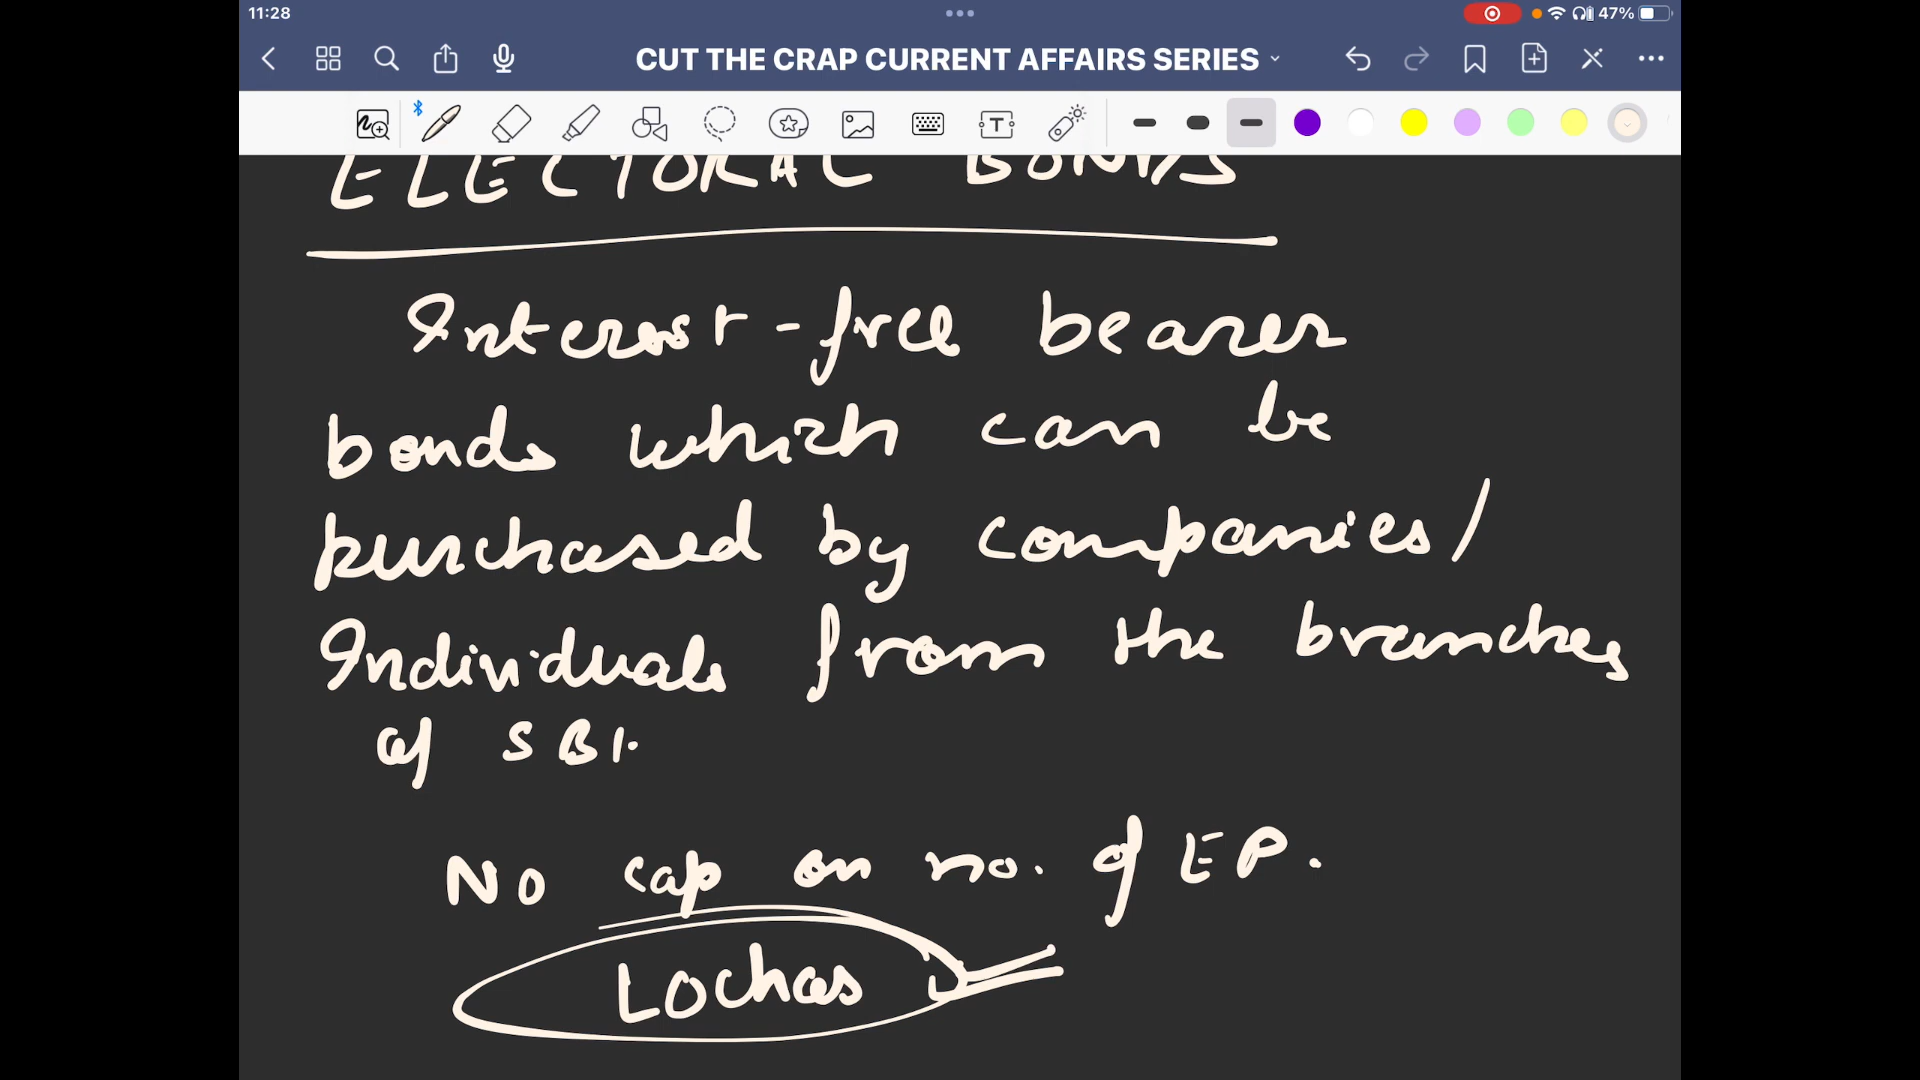 11:28
47%
CUT THE CRAP CURRENT AFFAIRS SERIES
ELECTORAL BONDS
Interest-free bearer
bonds which can be
purchased by companies/
Individuals from the branches
of SBI.
No cap on no. of EP.
Lochas